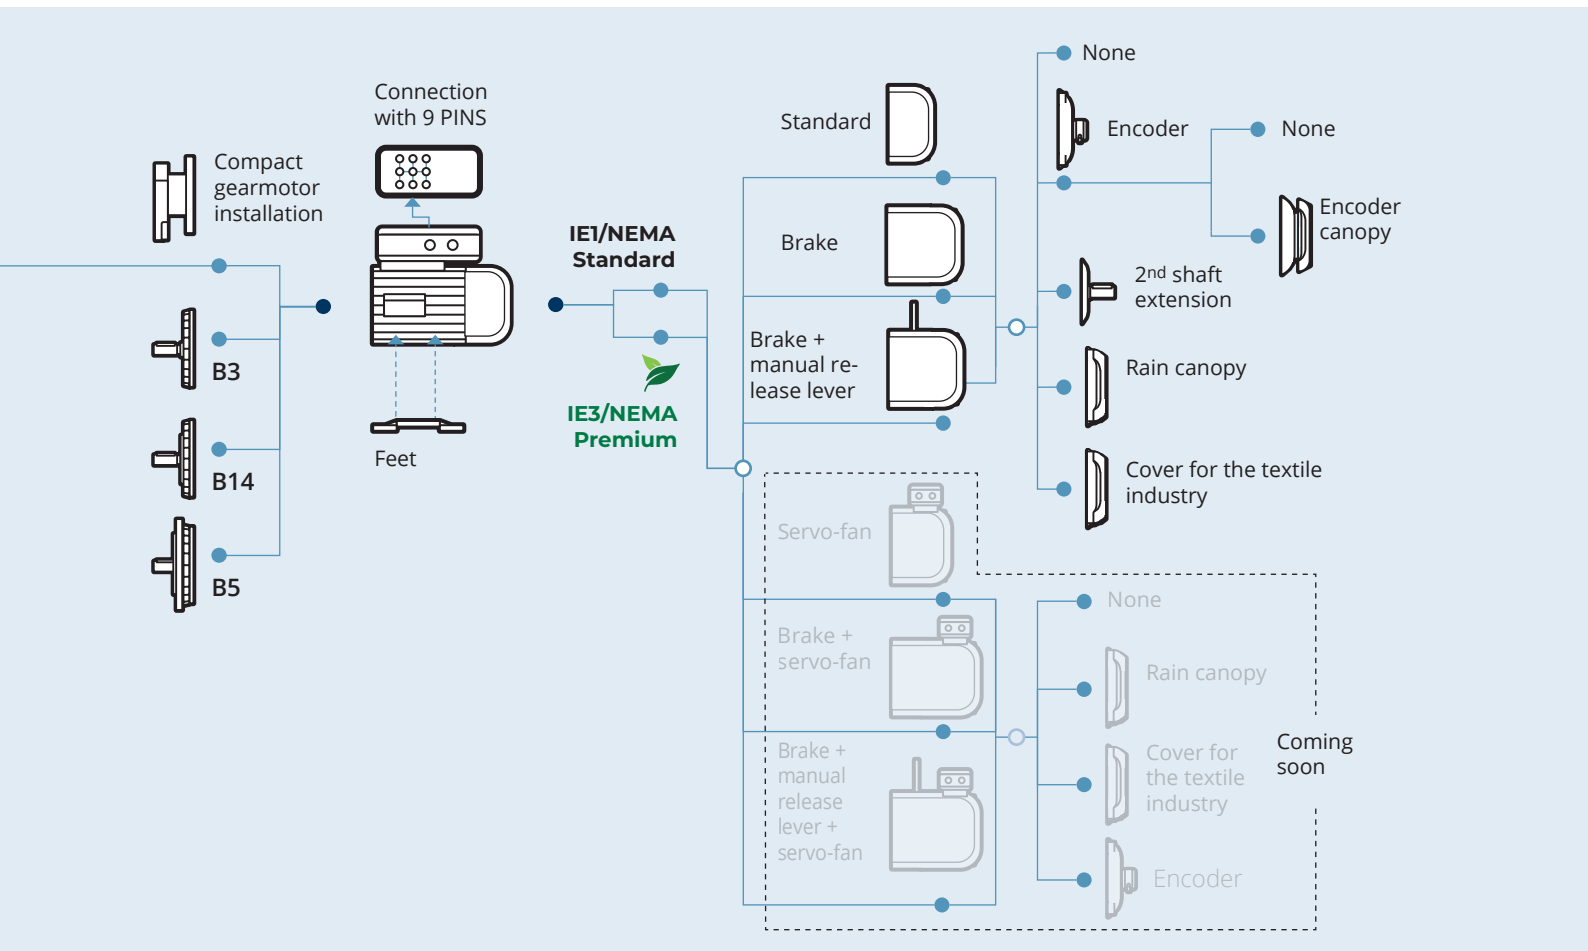 Connection
with 9 PINS
Compact
gearmotor
installation
B3
B14
B5
Feet
IE1/NEMA
Standard
IE3/NEMA
Premium
Standard
Brake
Brake +
manual re-
lease lever
None
Encoder
None
Encoder
canopy
2nd shaft
extension
Rain canopy
Cover for the textile
industry
Servo-fan
Brake +
servo-fan
Brake +
manual
release
lever +
servo-fan
None
Rain canopy
Cover for
the textile
industry
Encoder
Coming
soon